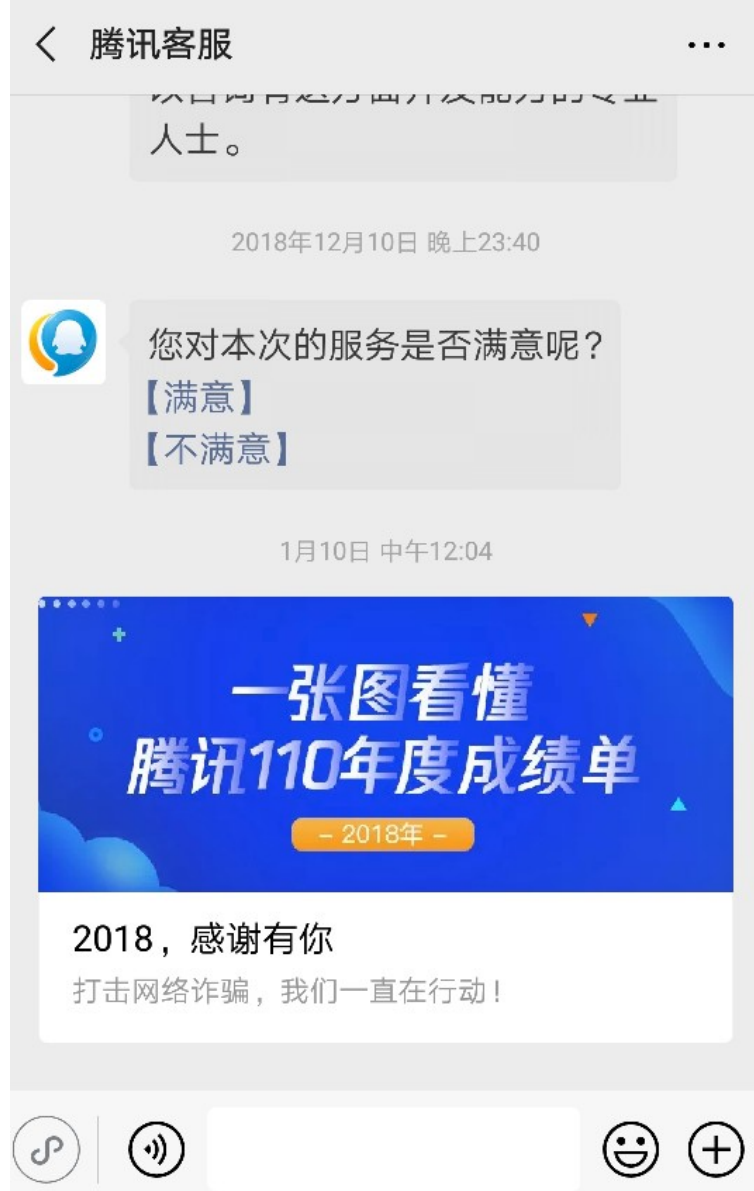 腾讯客服
人士。
2018年12月10日 晚上23:40
您对本次的服务是否满意呢?
【满意】
【不满意】
1月10日 中午12:04
一张图看懂
腾讯110年度成绩单
– 2018年 –
2018，感谢有你
打击网络诈骗，我们一直在行动!